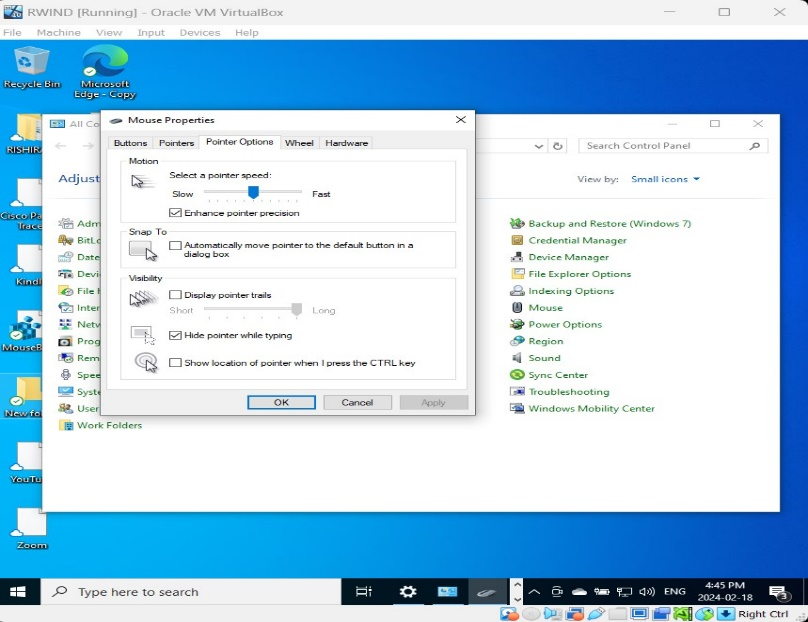 RWIND [Running] - Oracle VM VirtualBox
File Machine View Input Devices Help
Recycle Bin
Microsoft
Edge - Copy
Mouse Properties
All Co
Buttons Pointers Pointer Options Wheel Hardware
Search Control Panel
Motion
Select a pointer speed:
Slow Fast
Enhance pointer precision
Adjust
View by: Small icons
Snap To
Automatically move pointer to the default button in a
dialog box
Visibility
Display pointer trails
Short Long
Hide pointer while typing
Show location of pointer when I press the CTRL key
OK Cancel Apply
RISHIRA
Cisco Pa
Trace
Kindl
MouseB
New fol
YouTu
Zoom
Adm
BitLo
Date
Devi
File H
Inter
Netw
Prog
Rem
Spee
Syste
User
Work Folders
Backup and Restore (Windows 7)
Credential Manager
Device Manager
File Explorer Options
Indexing Options
Mouse
Power Options
Region
Sound
Sync Center
Troubleshooting
Windows Mobility Center
Type here to search
ENG
4:45 PM
2024-02-18
3
Right Ctrl